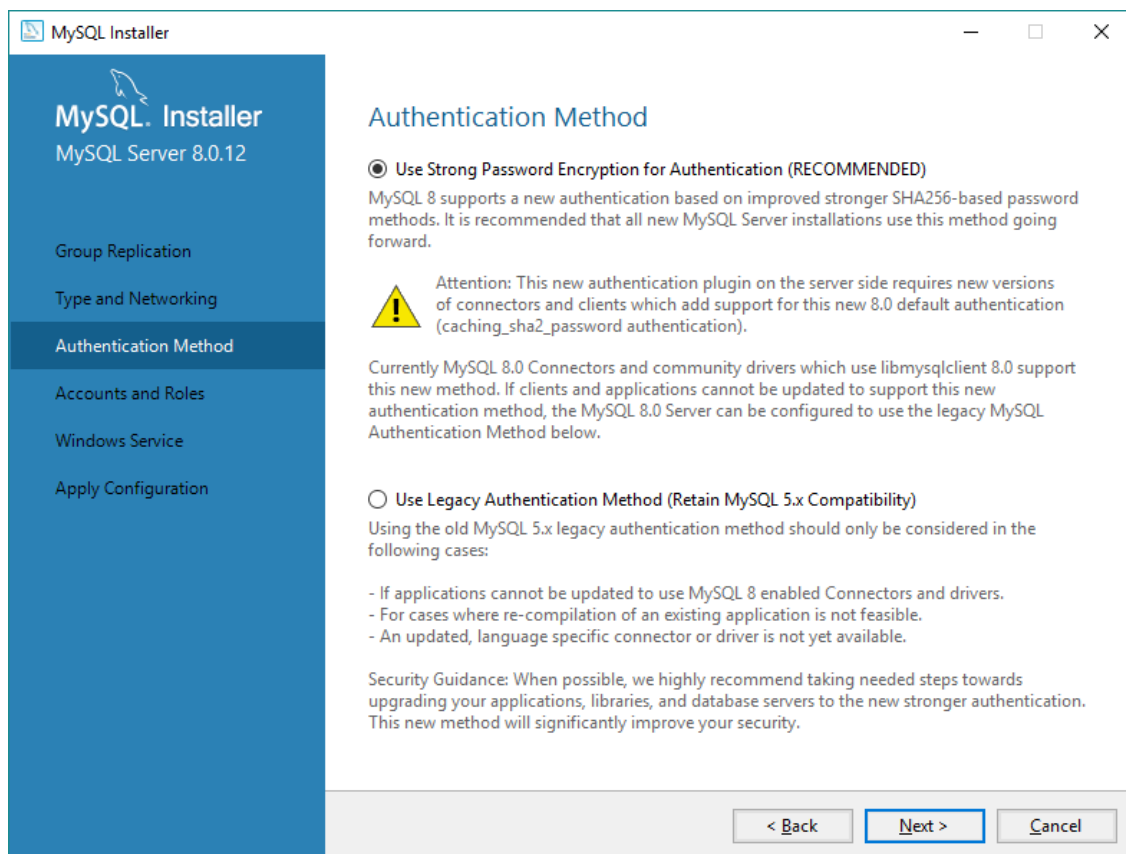 MySQL Installer
MySQL. Installer
MySQL Server 8.0.12
Group Replication
Type and Networking
Authentication Method
Accounts and Roles
Windows Service
Apply Configuration
Authentication Method
Use Strong Password Encryption for Authentication (RECOMMENDED)
MySQL 8 supports a new authentication based on improved stronger SHA256-based password
methods. It is recommended that all new MySQL Server installations use this method going
forward.
Attention: This new authentication plugin on the server side requires new versions
of connectors and clients which add support for this new 8.0 default authentication
(caching_sha2_password authentication).
Currently MySQL 8.0 Connectors and community drivers which use libmysqlclient 8.0 support
this new method. If clients and applications cannot be updated to support this new
authentication method, the MySQL 8.0 Server can be configured to use the legacy MySQL
Authentication Method below.
Use Legacy Authentication Method (Retain MySQL 5.x Compatibility)
Using the old MySQL 5.x legacy authentication method should only be considered in the
following cases:
- If applications cannot be updated to use MySQL 8 enabled Connectors and drivers.
- For cases where re-compilation of an existing application is not feasible.
- An updated, language specific connector or driver is not yet available.
Security Guidance: When possible, we highly recommend taking needed steps towards
upgrading your applications, libraries, and database servers to the new stronger authentication.
This new method will significantly improve your security.
< Back
Next >
Cancel